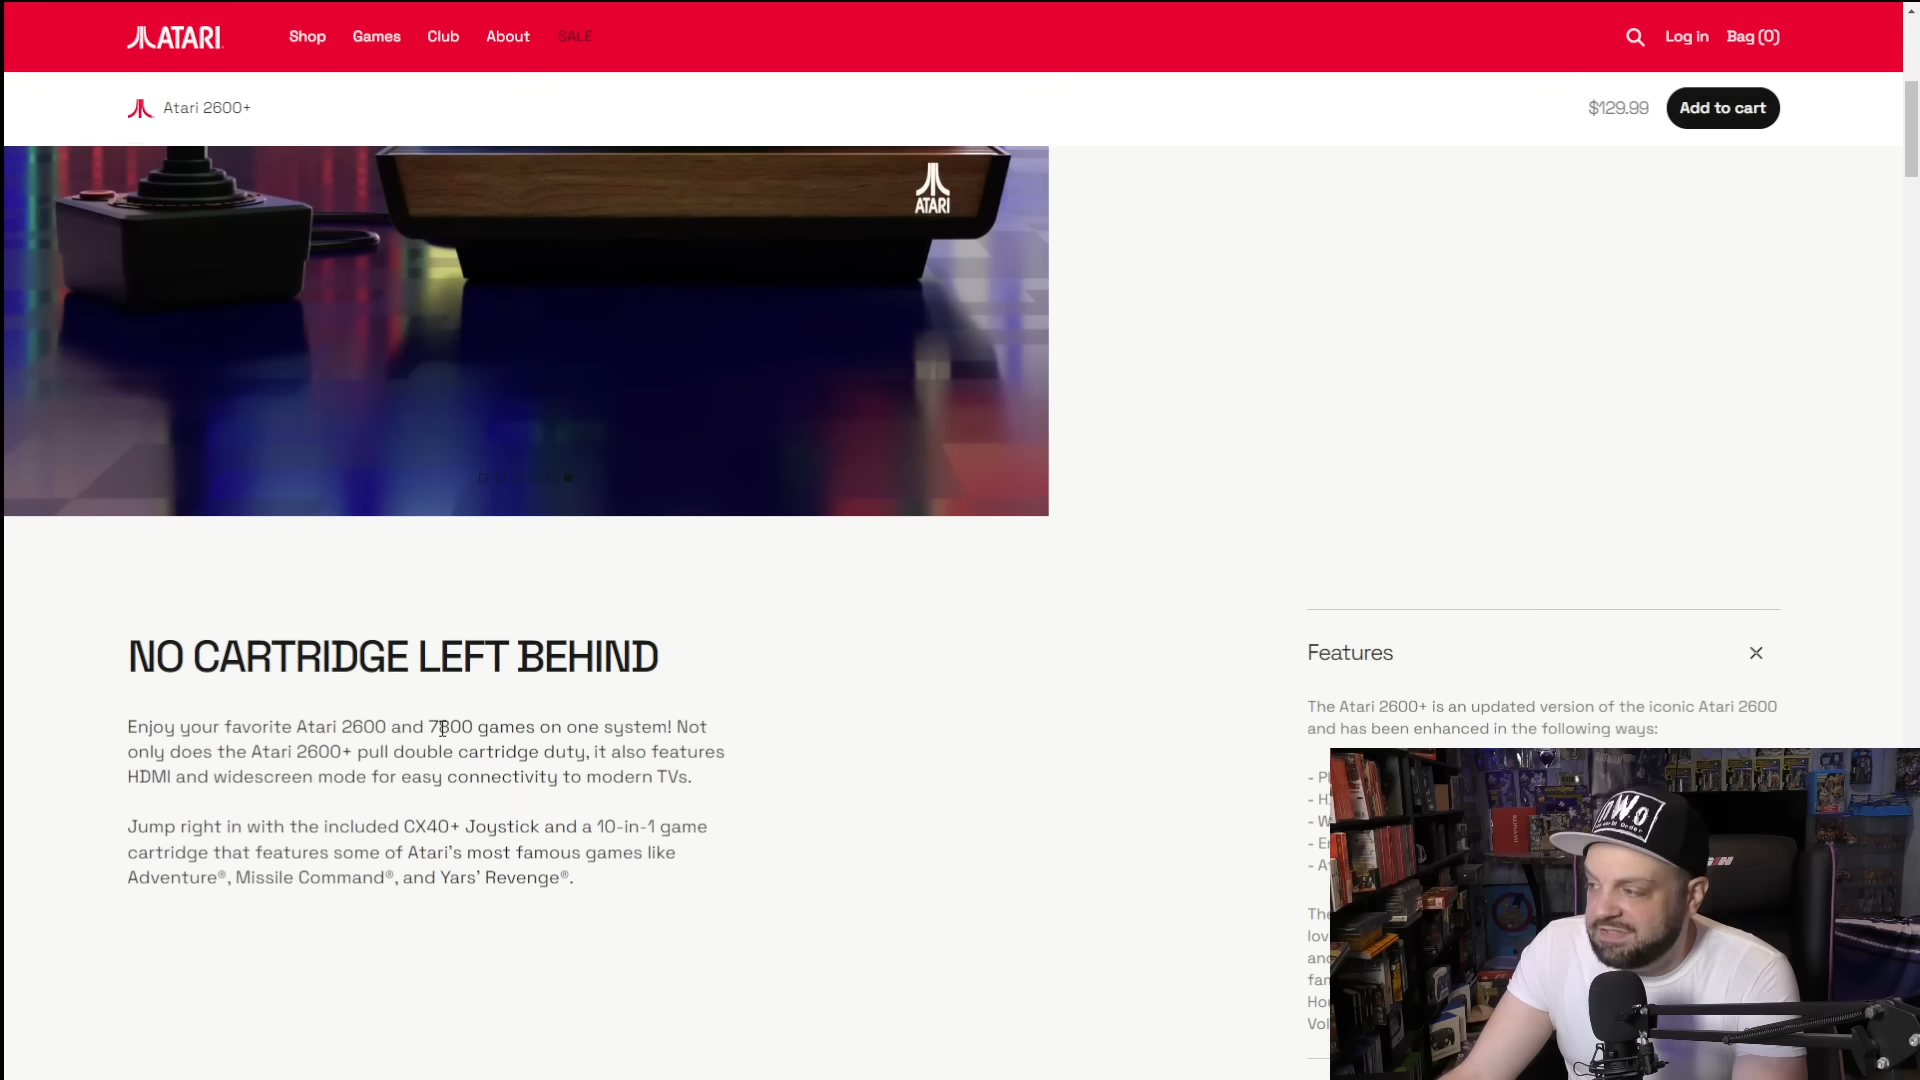 ATARI
Shop Games Club About SALE
Log in Bag (0)
Atari 2600+
$129.99 Add to cart
ATARI
NO CARTRIDGE LEFT BEHIND
Enjoy your favorite Atari 2600 and 7800 games on one system! Not
only does the Atari 2600+ pull double cartridge duty, it also features
HDMI and widescreen mode for easy connectivity to modern TVs.
Jump right in with the included CX40+ Joystick and a 10-in-1 game
cartridge that features some of Atari's most famous games like
Adventure®, Missile Command®, and Yars' Revenge®.
Features
The Atari 2600+ is an updated version of the iconic Atari 2600
and has been enhanced in the following ways:
nWo